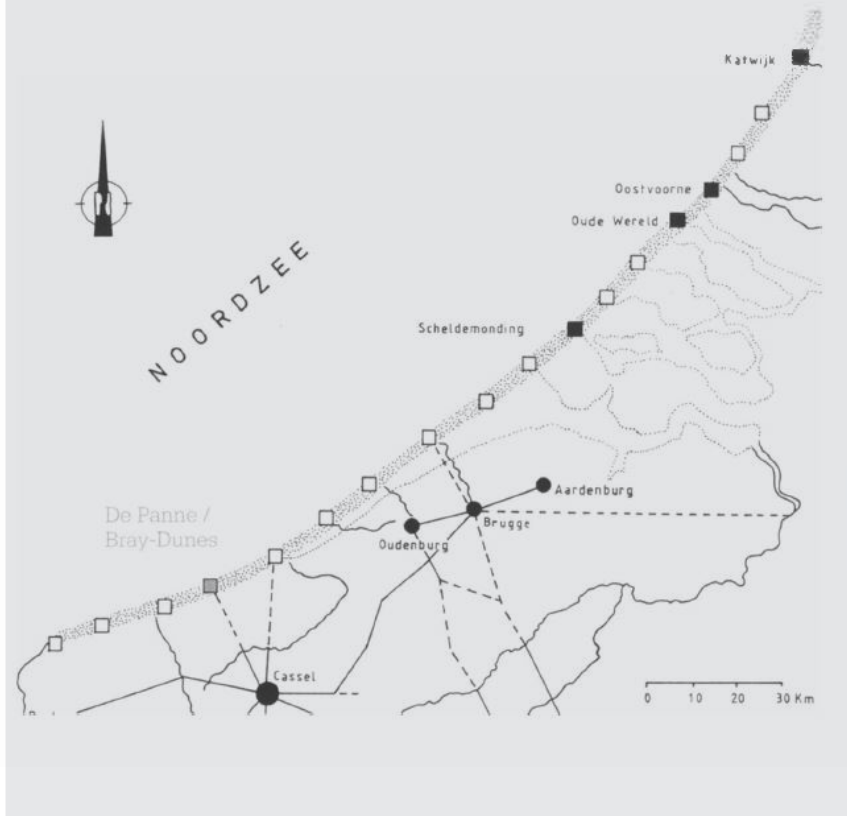 Katwijk
Oostvoorne
Oude Wereld
NOORDZEE
Scheldemonding
Aardenburg
De Panne /
Bray-Dunes
Brugge
Oudenburg
Cassel
0 10 20 30 Km